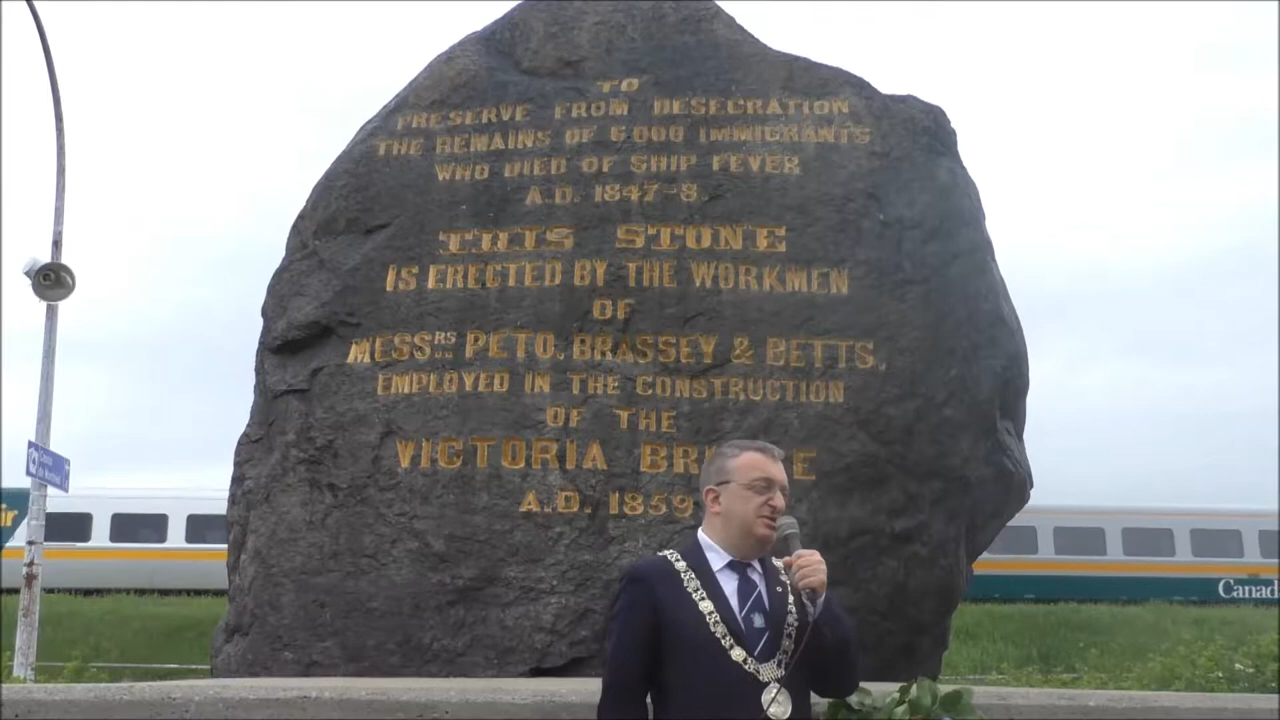 TO
PRESERVE FROM DESECRATION
THE REMAINS OF 6000 IMMIGRANTS
WHO DIED OF SHIP FEVER
A.D. 1847-8.
THIS STONE
IS ERECTED BY THE WORKMEN
OF
MESSRS PETO, BRASSEY & BETTS,
EMPLOYED IN THE CONSTRUCTION
OF THE
VICTORIA BR E
A.D. 1859
Canad